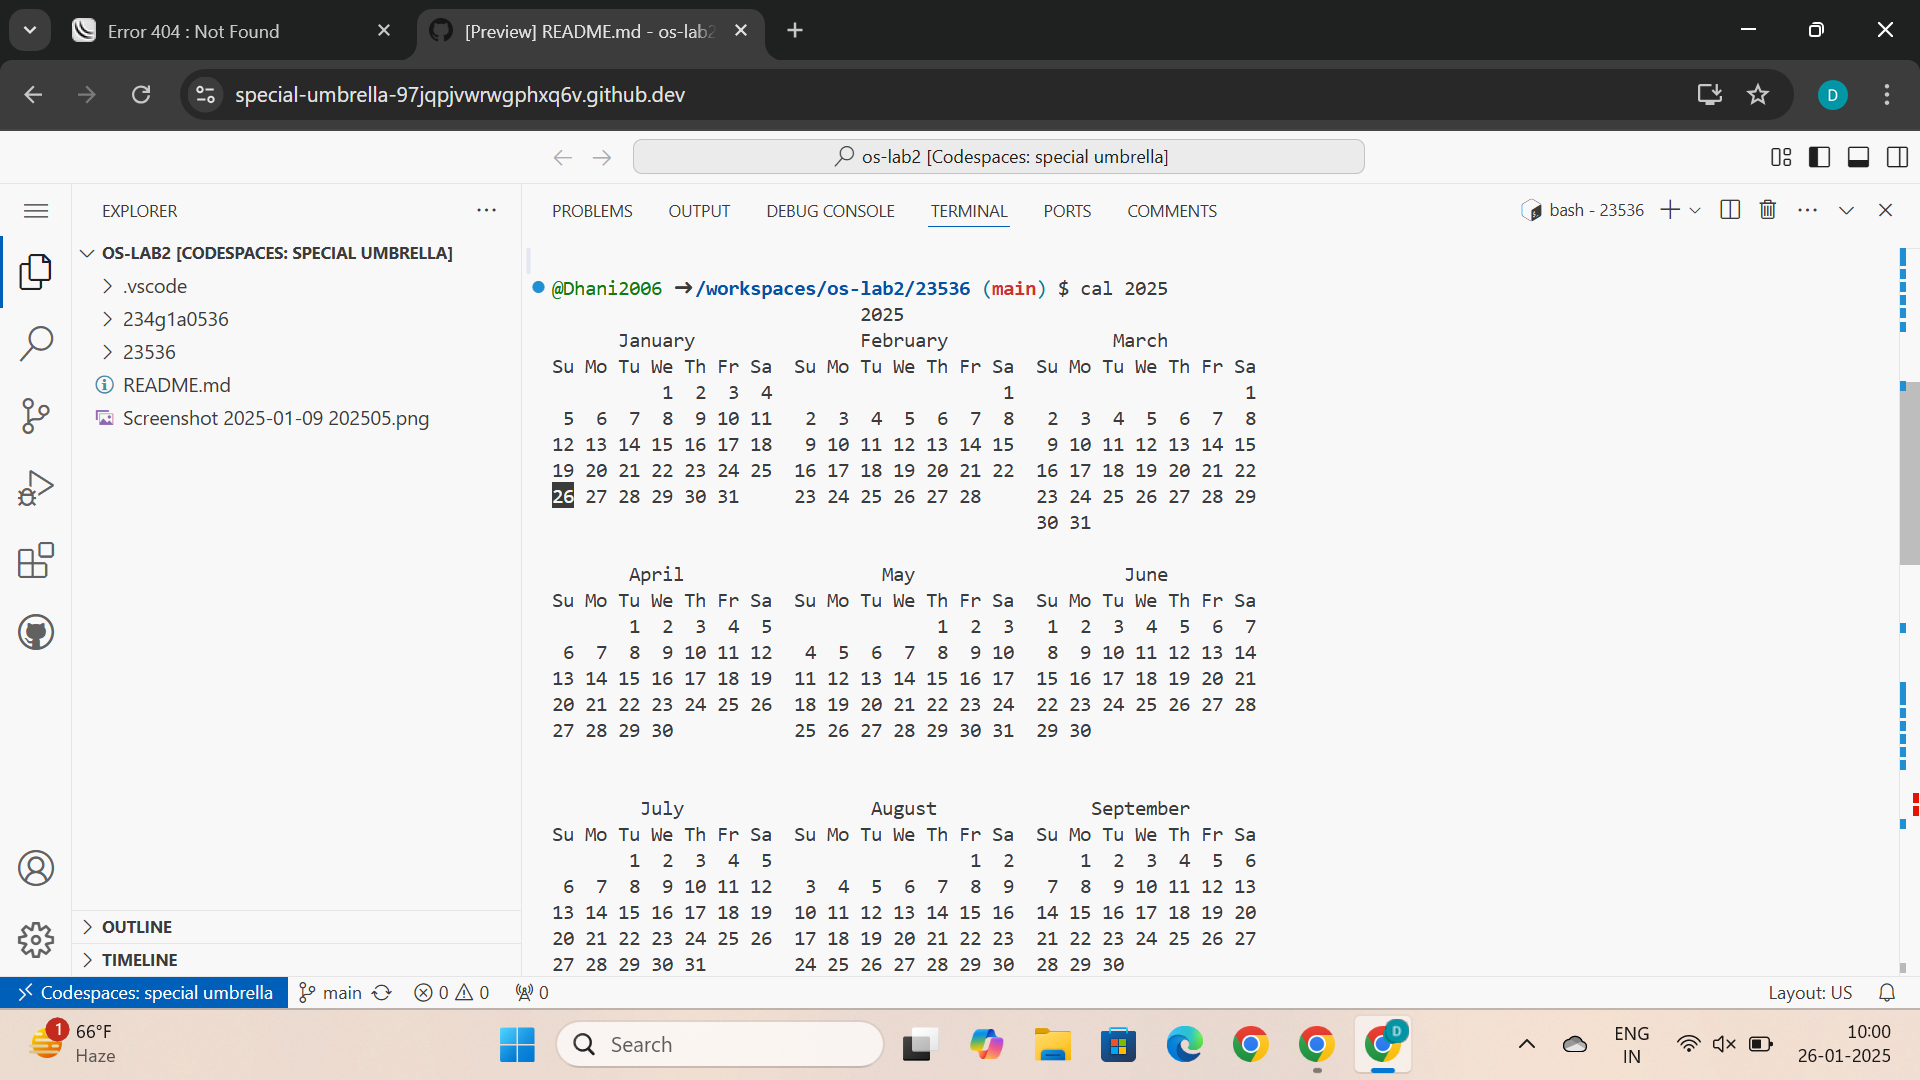 Error 404 : Not Found
[Preview] README.md - os-lab2
special-umbrella-97jqpjvwrwgphxq6v.github.dev
D
os-lab2 [Codespaces: special umbrella]
EXPLORER
OS-LAB2 [CODESPACES: SPECIAL UMBRELLA]
.vscode
234g1a0536
23536
README.md
Screenshot 2025-01-09 202505.png
OUTLINE
TIMELINE
PROBLEMS OUTPUT DEBUG CONSOLE TERMINAL PORTS COMMENTS
bash - 23536
@Dhani2006 ➜/workspaces/os-lab2/23536 (main) $ cal 2025
                            2025
      January               February               March
Su Mo Tu We Th Fr Sa  Su Mo Tu We Th Fr Sa  Su Mo Tu We Th Fr Sa
          1  2  3  4                     1                     1
 5  6  7  8  9 10 11   2  3  4  5  6  7  8   2  3  4  5  6  7  8
12 13 14 15 16 17 18   9 10 11 12 13 14 15   9 10 11 12 13 14 15
19 20 21 22 23 24 25  16 17 18 19 20 21 22  16 17 18 19 20 21 22
26 27 28 29 30 31     23 24 25 26 27 28     23 24 25 26 27 28 29
                                            30 31
       April                  May                   June
Su Mo Tu We Th Fr Sa  Su Mo Tu We Th Fr Sa  Su Mo Tu We Th Fr Sa
       1  2  3  4  5               1  2  3   1  2  3  4  5  6  7
 6  7  8  9 10 11 12   4  5  6  7  8  9 10   8  9 10 11 12 13 14
13 14 15 16 17 18 19  11 12 13 14 15 16 17  15 16 17 18 19 20 21
20 21 22 23 24 25 26  18 19 20 21 22 23 24  22 23 24 25 26 27 28
27 28 29 30           25 26 27 28 29 30 31  29 30
        July                 August              September
Su Mo Tu We Th Fr Sa  Su Mo Tu We Th Fr Sa  Su Mo Tu We Th Fr Sa
       1  2  3  4  5                  1  2      1  2  3  4  5  6
 6  7  8  9 10 11 12   3  4  5  6  7  8  9   7  8  9 10 11 12 13
13 14 15 16 17 18 19  10 11 12 13 14 15 16  14 15 16 17 18 19 20
20 21 22 23 24 25 26  17 18 19 20 21 22 23  21 22 23 24 25 26 27
27 28 29 30 31        24 25 26 27 28 29 30  28 29 30
Codespaces: special umbrella main 0 0 0 Layout: US
1
66°F
Haze
Search
D
ENG
IN
10:00
26-01-2025